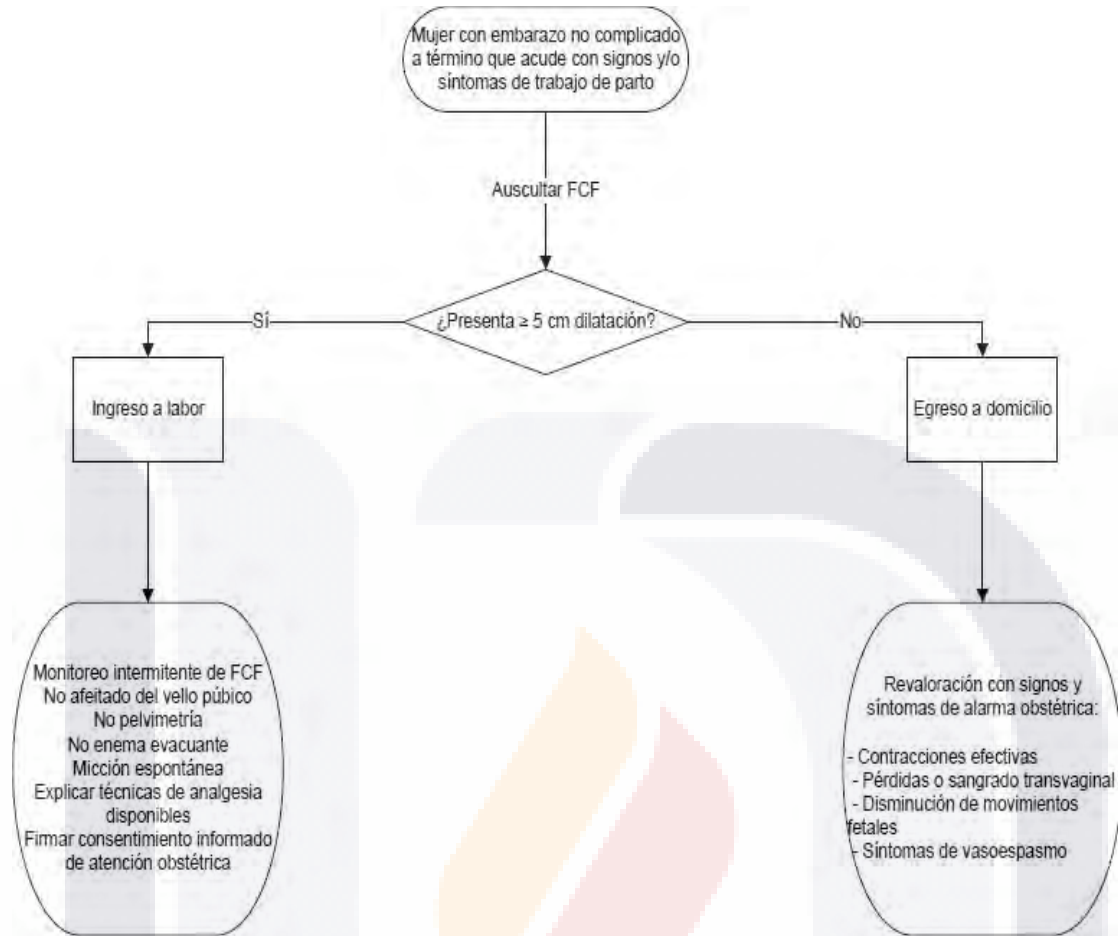 Mujer con embarazo no complicado
a término que acude con signos y/o
síntomas de trabajo de parto
Auscultar FCF
¿Presenta ≥ 5 cm dilatación?
Sí
No
Ingreso a labor
Egreso a domicilio
Monitoreo intermitente de FCF
No afeitado del vello púbico
No pelvimetría
No enema evacuante
Micción espontánea
Explicar técnicas de analgesia
disponibles
Firmar consentimiento informado
de atención obstétrica
Revaloración con signos y
síntomas de alarma obstétrica:
- Contracciones efectivas
- Pérdidas o sangrado transvaginal
- Disminución de movimientos
fetales
- Síntomas de vasoespasmo